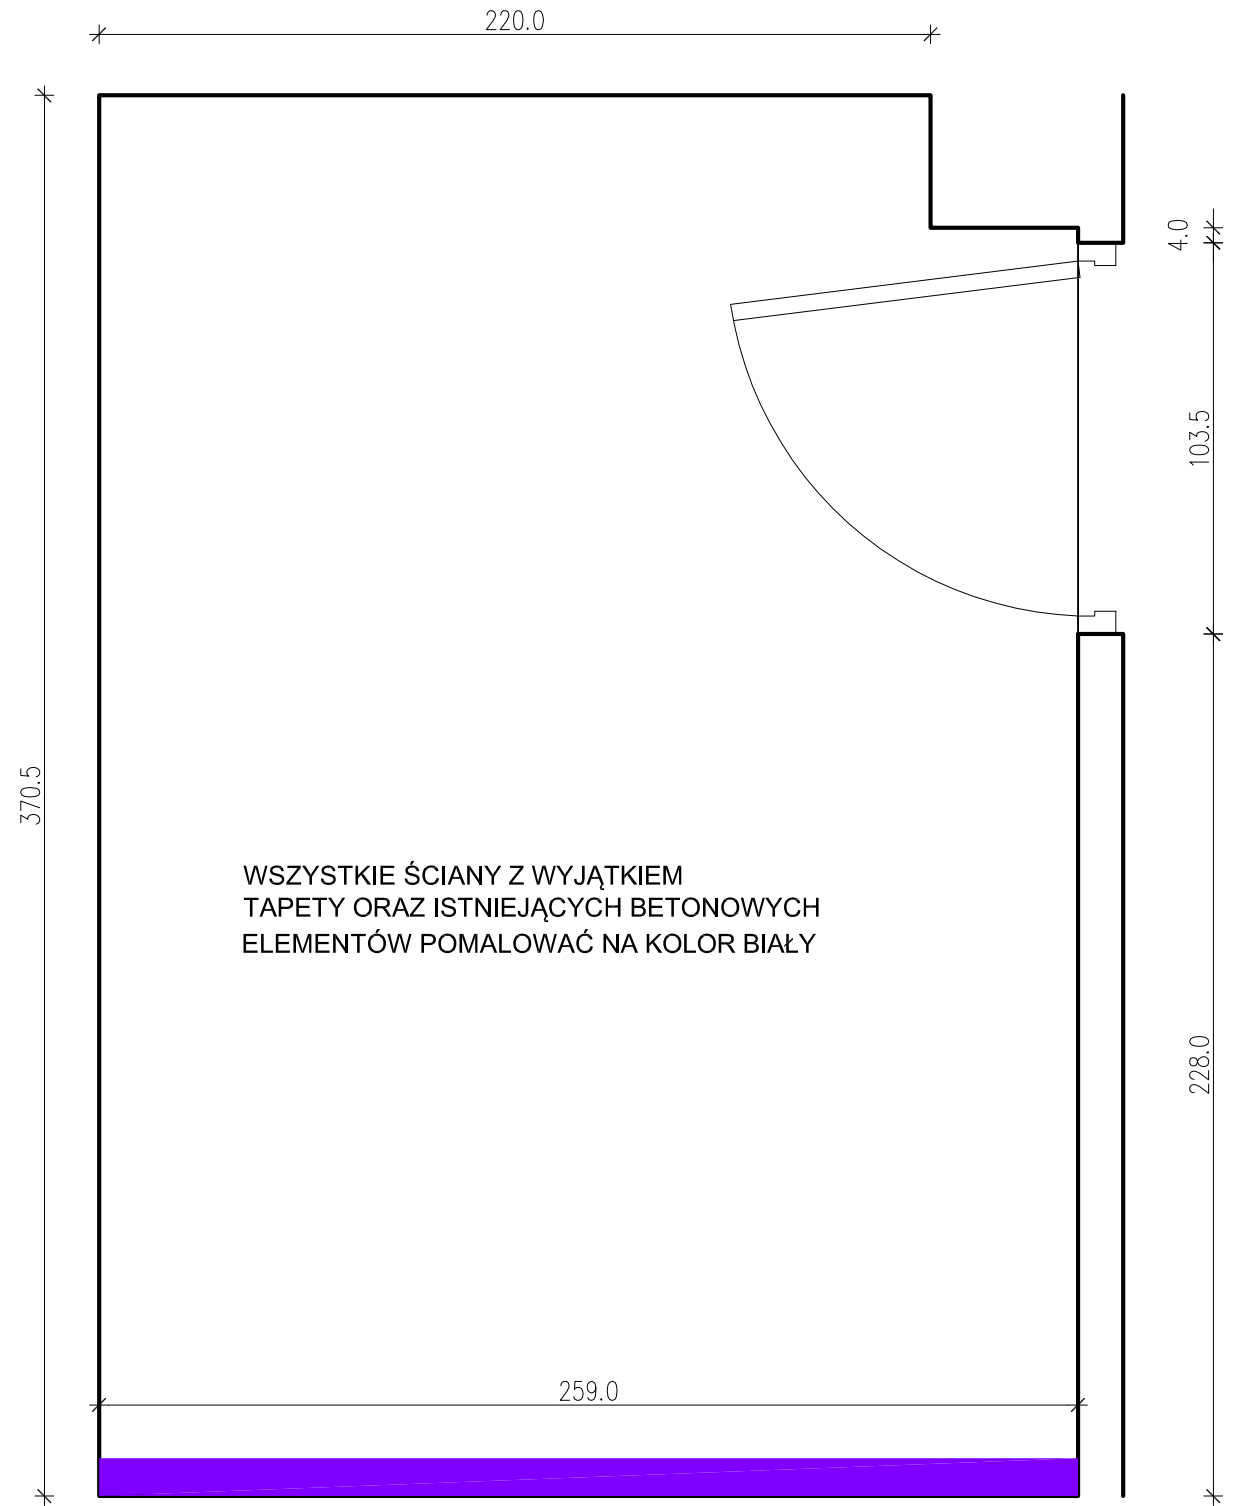 220.0
4.0
103.5
370.5
WSZYSTKIE ŚCIANY Z WYJĄTKIEM
TAPETY ORAZ ISTNIEJĄCYCH BETONOWYCH
ELEMENTÓW POMALOWAĆ NA KOLOR BIAŁY
228.0
259.0